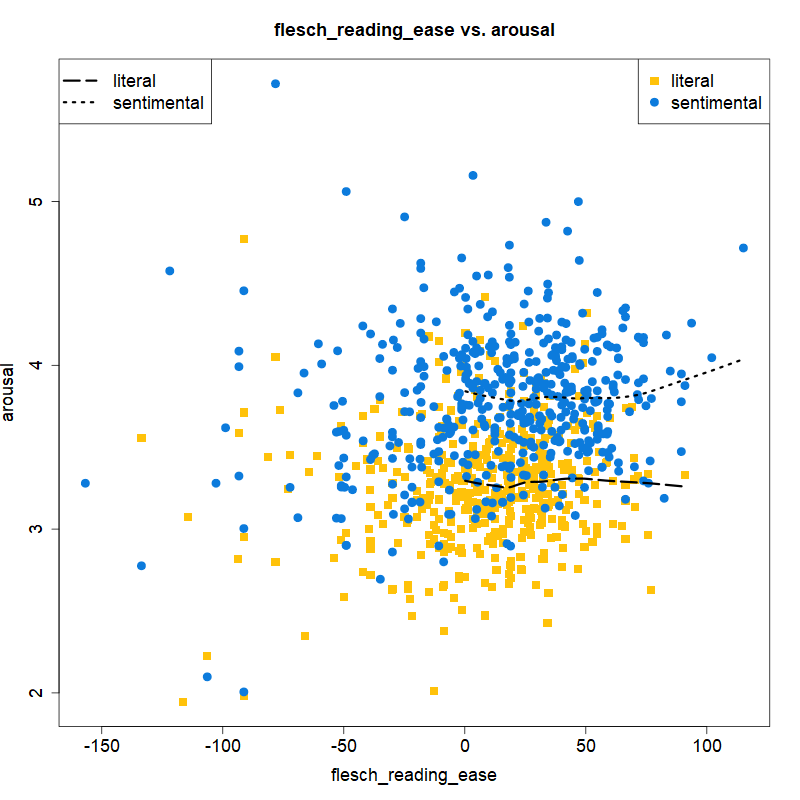 flesch_reading_ease vs. arousal
literal
sentimental
literal
sentimental
arousal
5
4
3
2
-150 -100 -50 0 50 100
flesch_reading_ease